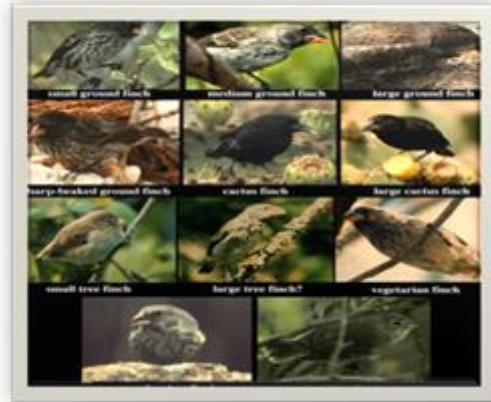 small ground finch
medium ground finch
large ground finch
harp-beaked ground finch
cactus finch
large cactus finch
small tree finch
large tree finch?
vegetarian finch